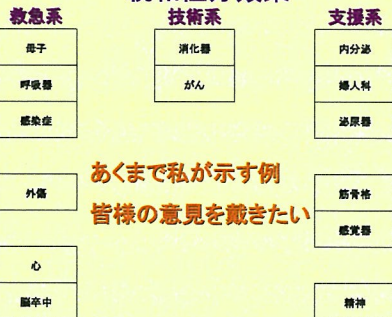 救急系
技術系
支援系
母子
呼吸器
感染症
外傷
心
脳卒中
消化器
がん
内分泌
婦人科
泌尿器
筋骨格
感覚器
精神
あくまで私が示す例
皆様の意見を戴きたい